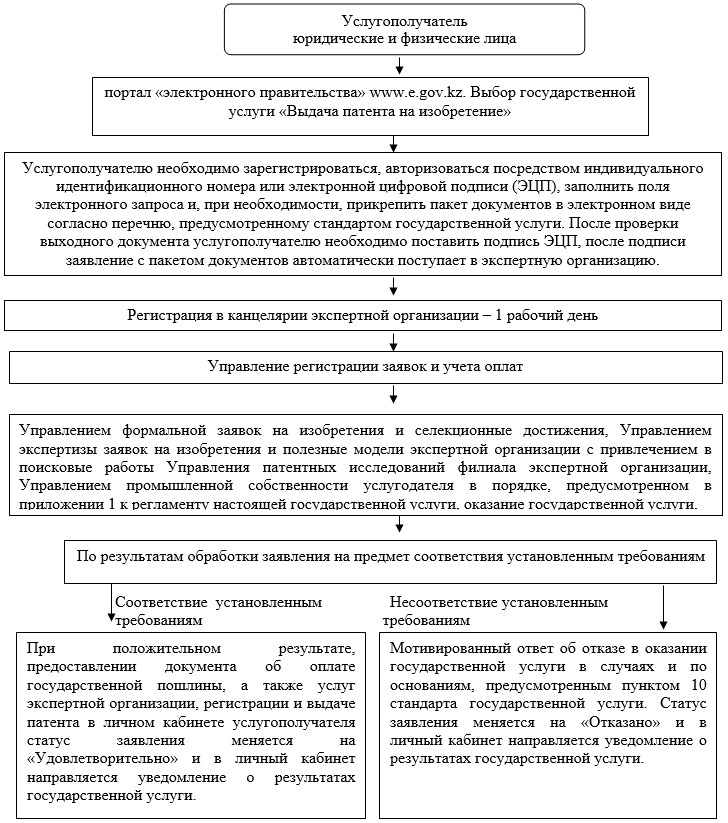 Услугополучатель
юридические и физические лица
портал «электронного правительства» www.e.gov.kz. Выбор государственной
услуги «Выдача патента на изобретение»
Услугополучателю необходимо зарегистрироваться, авторизоваться посредством индивидуального
идентификационного номера или электронной цифровой подписи (ЭЦП), заполнить поля
электронного запроса и, при необходимости, прикрепить пакет документов в электронном виде
согласно перечню, предусмотренному стандартом государственной услуги. После проверки
выходного документа услугополучателю необходимо поставить подпись ЭЦП, после подписи
заявление с пакетом документов автоматически поступает в экспертную организацию.
Регистрация в канцелярии экспертной организации – 1 рабочий день
Управление регистрации заявок и учета оплат
Управлением формальной заявок на изобретения и селекционные достижения, Управлением
экспертизы заявок на изобретения и полезные модели экспертной организации с привлечением в
поисковые работы Управления патентных исследований филиала экспертной организации,
Управлением промышленной собственности услугодателя в порядке, предусмотренном в
приложении 1 к регламенту настоящей государственной услуги, оказание государственной услуги.
По результатам обработки заявления на предмет соответствия установленным требованиям
Соответствие установленным
требованиям
Несоответствие установленным
требованиям
При положительном результате,
предоставлении документа об оплате
государственной пошлины, а также услуг
экспертной организации, регистрации и выдаче
патента в личном кабинете услугополучателя
статус заявления меняется на
«Удовлетворительно» и в личный кабинет
направляется уведомление о результатах
государственной услуги.
Мотивированный ответ об отказе в оказании
государственной услуги в случаях и по
основаниям, предусмотренным пунктом 10
стандарта государственной услуги. Статус
заявления меняется на «Отказано» и в
личный кабинет направляется уведомление о
результатах государственной услуги.